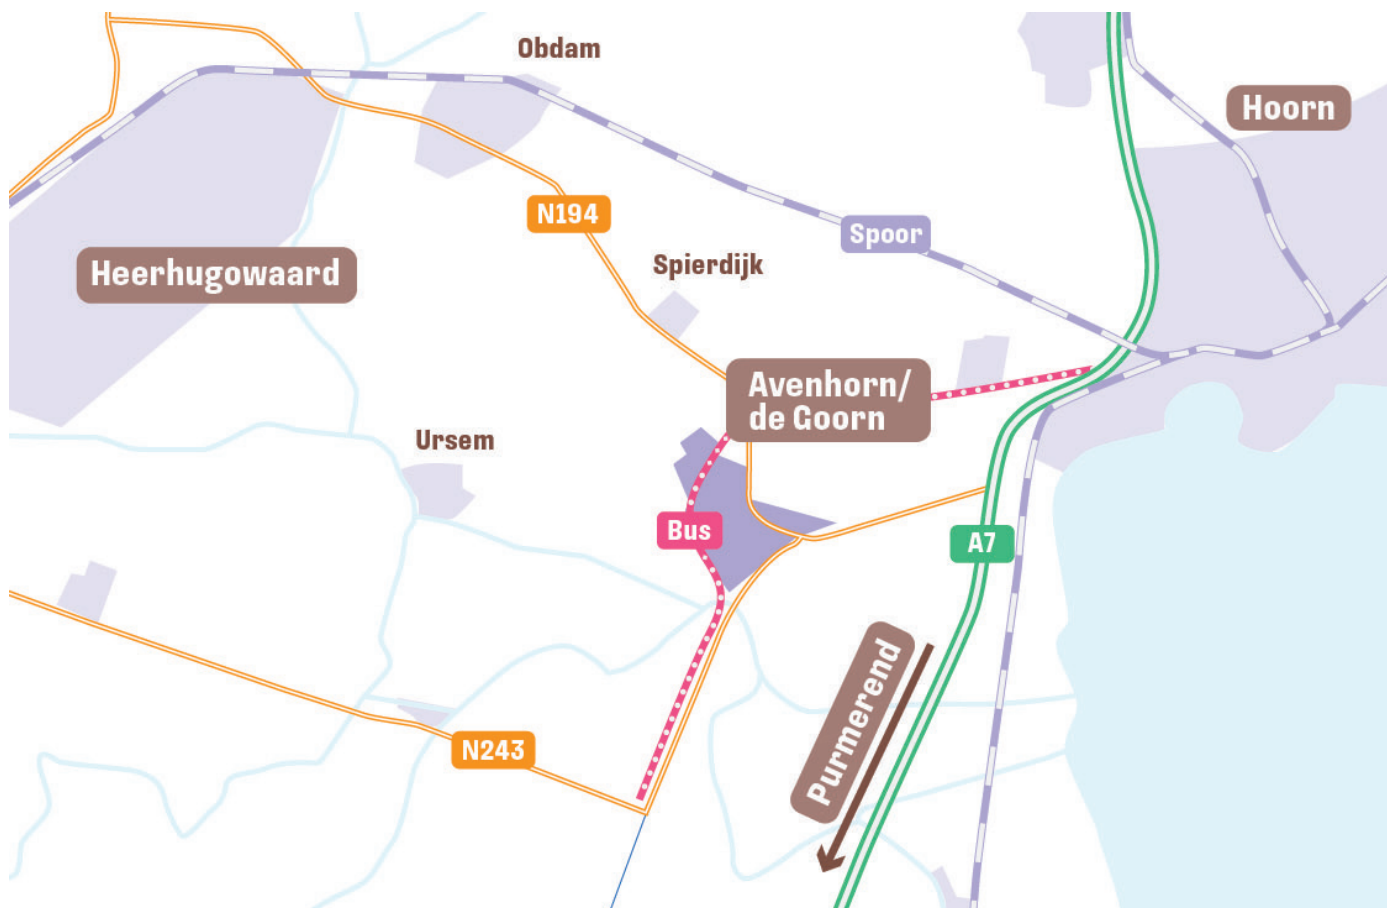 Obdam
Hoorn
N194
Spoor
Heerhugowaard
Spierdijk
Avenhorn/
de Goorn
Ursem
Bus
A7
Purmerend
N243